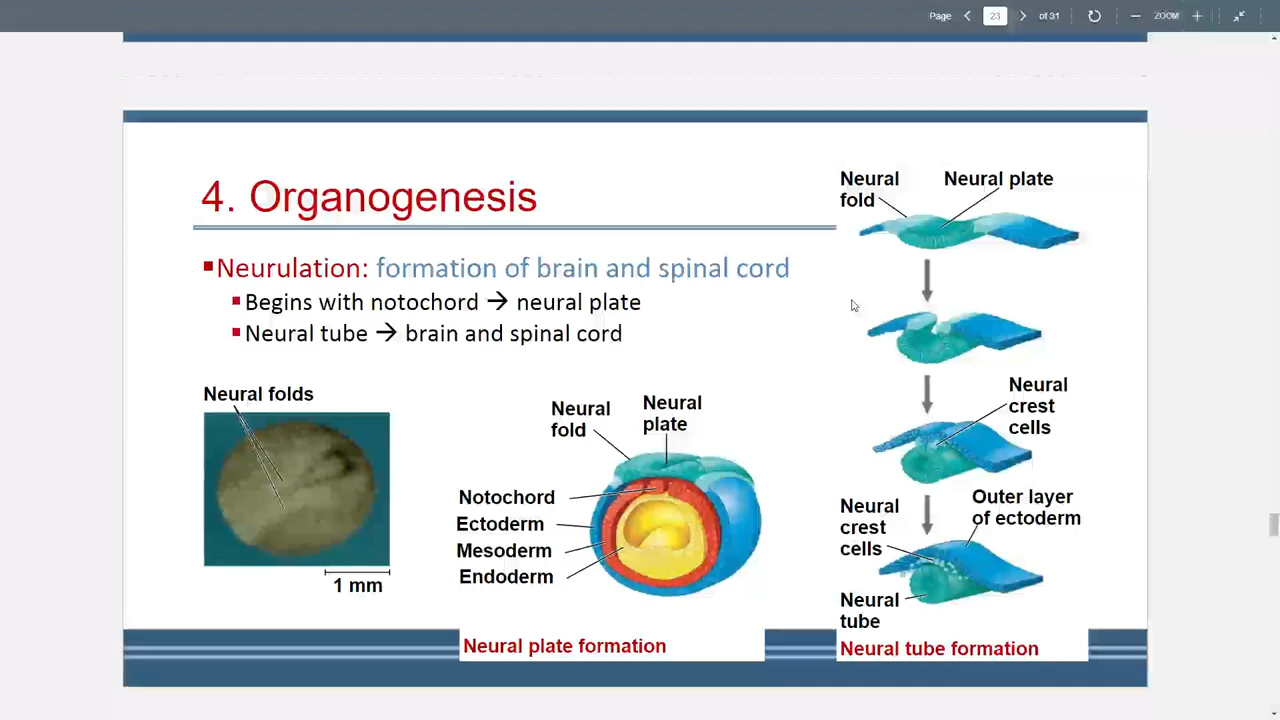 Page 23 of 31 ZOOM
4. Organogenesis
▪Neurulation: formation of brain and spinal cord
▪Begins with notochord → neural plate
▪Neural tube → brain and spinal cord
Neural folds
1 mm
Neural
fold
Neural
plate
Notochord
Ectoderm
Mesoderm
Endoderm
Neural plate formation
Neural
fold
Neural plate
Neural
crest
cells
Neural
crest
cells
Outer layer
of ectoderm
Neural
tube
Neural tube formation